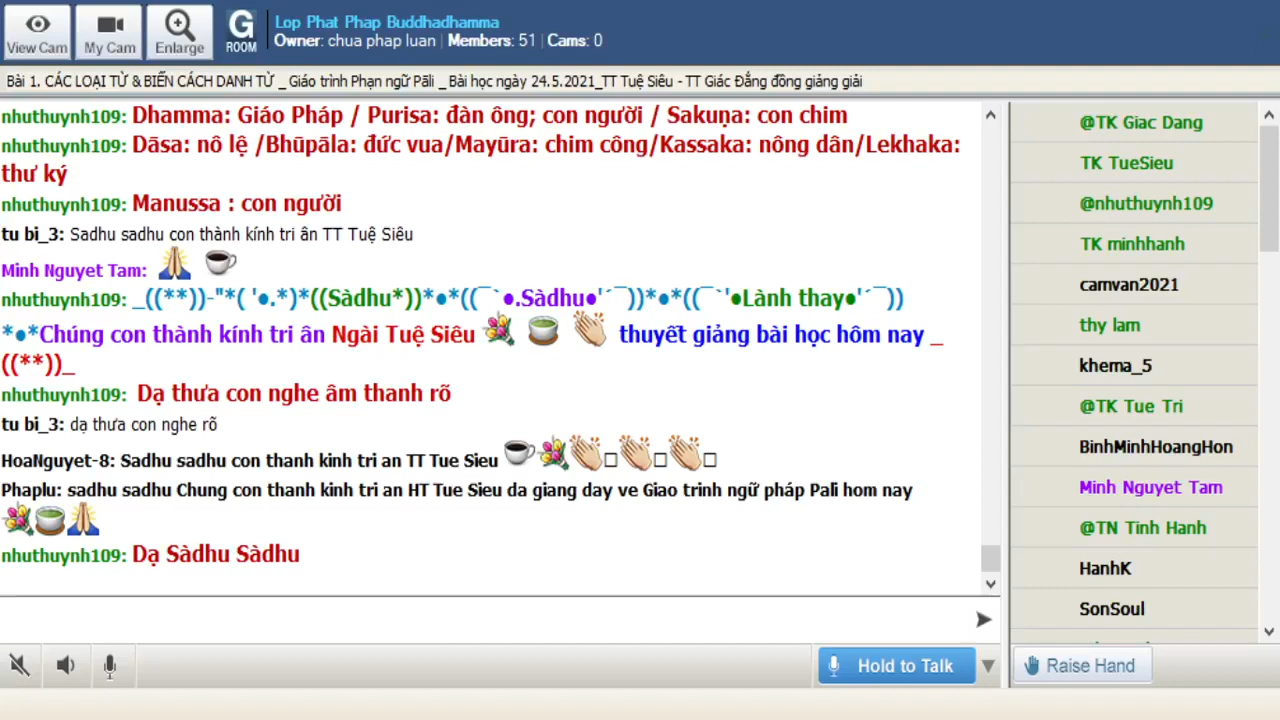 View Cam
My Cam
Enlarge
G
ROOM
Lop Phat Phap Buddhadhamma
Owner: chua phap luan | Members: 51 | Cams: 0
Bài 1. CÁC LOẠI TỪ & BIẾN CÁCH DANH TỪ _ Giáo trình Phạn ngữ Pāli _ Bài học ngày 24.5.2021_TT Tuệ Siêu - TT Giác Đẳng đồng giảng giải
nhuthuynh109: Dhamma: Giáo Pháp / Purisa: đàn ông; con người / Sakuṇa: con chim
nhuthuynh109: Dāsa: nô lệ /Bhūpāla: đức vua/Mayūra: chim công/Kassaka: nông dân/Lekhaka:
thư ký
nhuthuynh109: Manussa : con người
tu bi_3: Sadhu sadhu con thành kính tri ân TT Tuệ Siêu
Minh Nguyet Tam:
nhuthuynh109: _((**))-"*( '●.*)*((Sàdhu*))*●*((¯`●.Sàdhu●'´¯))*●*((¯`'●Lành thay●'´¯))
*●*Chúng con thành kính tri ân Ngài Tuệ Siêu thuyết giảng bài học hôm nay _
((**))_
nhuthuynh109: Dạ thưa con nghe âm thanh rõ
tu bi_3: dạ thưa con nghe rõ
HoaNguyet-8: Sadhu sadhu con thanh kinh tri an TT Tue Sieu
Phaplu: sadhu sadhu Chung con thanh kinh tri an HT Tue Sieu da giang day ve Giao trinh ngữ pháp Pali hom nay
nhuthuynh109: Dạ Sàdhu Sàdhu
@TK Giac Dang
TK TueSieu
@nhuthuynh109
TK minhhanh
camvan2021
thy lam
khema_5
@TK Tue Tri
BinhMinhHoangHon
Minh Nguyet Tam
@TN Tinh Hanh
HanhK
SonSoul
Hold to Talk
Raise Hand